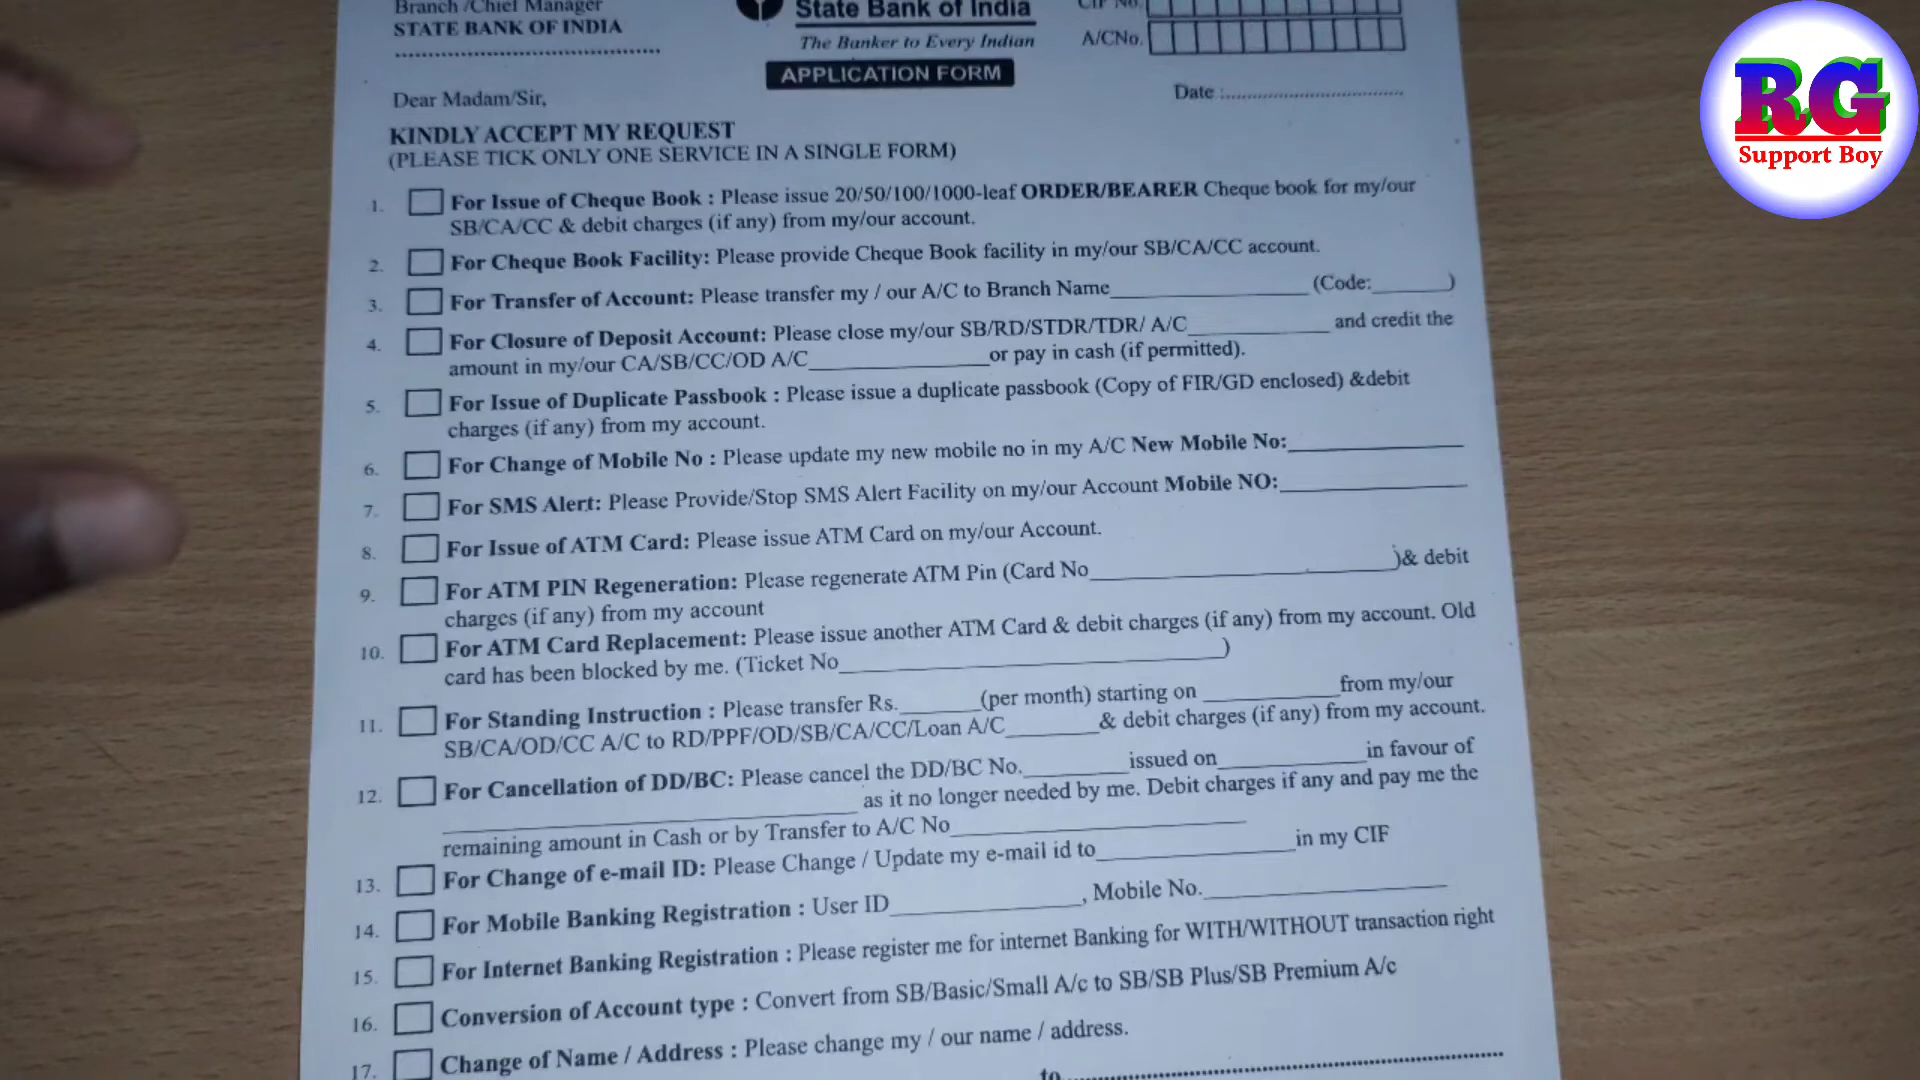 Branch /Chief Manager
STATE BANK OF INDIA
State Bank of India
The Banker to Every Indian
APPLICATION FORM
CIF No.
A/CNo.
Date :
Dear Madam/Sir,
KINDLY ACCEPT MY REQUEST
(PLEASE TICK ONLY ONE SERVICE IN A SINGLE FORM)
1. For Issue of Cheque Book : Please issue 20/50/100/1000-leaf ORDER/BEARER Cheque book for my/our
SB/CA/CC & debit charges (if any) from my/our account.
2. For Cheque Book Facility: Please provide Cheque Book facility in my/our SB/CA/CC account.
3. For Transfer of Account: Please transfer my / our A/C to Branch Name____________ (Code:______)
4. For Closure of Deposit Account: Please close my/our SB/RD/STDR/TDR/ A/C__________ and credit the
amount in my/our CA/SB/CC/OD A/C____________or pay in cash (if permitted).
5. For Issue of Duplicate Passbook : Please issue a duplicate passbook (Copy of FIR/GD enclosed) &debit
charges (if any) from my account.
6. For Change of Mobile No : Please update my new mobile no in my A/C New Mobile No:____________
7. For SMS Alert: Please Provide/Stop SMS Alert Facility on my/our Account Mobile NO:____________
8. For Issue of ATM Card: Please issue ATM Card on my/our Account.
9. For ATM PIN Regeneration: Please regenerate ATM Pin (Card No____________________)& debit
charges (if any) from my account
10. For ATM Card Replacement: Please issue another ATM Card & debit charges (if any) from my account. Old
card has been blocked by me. (Ticket No____________________)
11. For Standing Instruction : Please transfer Rs.______(per month) starting on __________from my/our
SB/CA/OD/CC A/C to RD/PPF/OD/SB/CA/CC/Loan A/C_______& debit charges (if any) from my account.
12. For Cancellation of DD/BC: Please cancel the DD/BC No.________issued on__________in favour of
____________________ as it no longer needed by me. Debit charges if any and pay me the
remaining amount in Cash or by Transfer to A/C No____________________
13. For Change of e-mail ID: Please Change / Update my e-mail id to____________in my CIF
14. For Mobile Banking Registration : User ID____________, Mobile No.______________
15. For Internet Banking Registration : Please register me for internet Banking for WITH/WITHOUT transaction right
16. Conversion of Account type : Convert from SB/Basic/Small A/c to SB/SB Plus/SB Premium A/c
17. Change of Name / Address : Please change my / our name / address.
to
RG
Support Boy